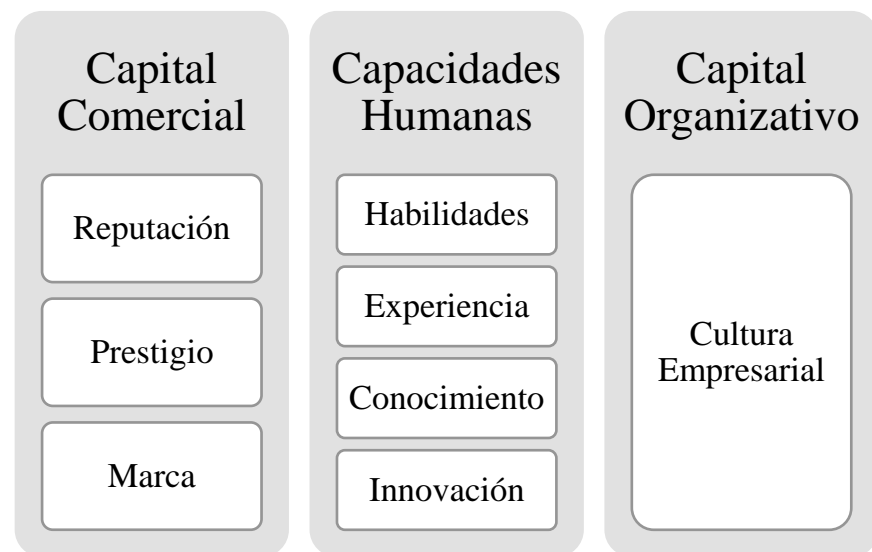 Capital
Comercial
Reputación
Prestigio
Marca
Capacidades
Humanas
Habilidades
Experiencia
Conocimiento
Innovación
Capital
Organizativo
Cultura
Empresarial